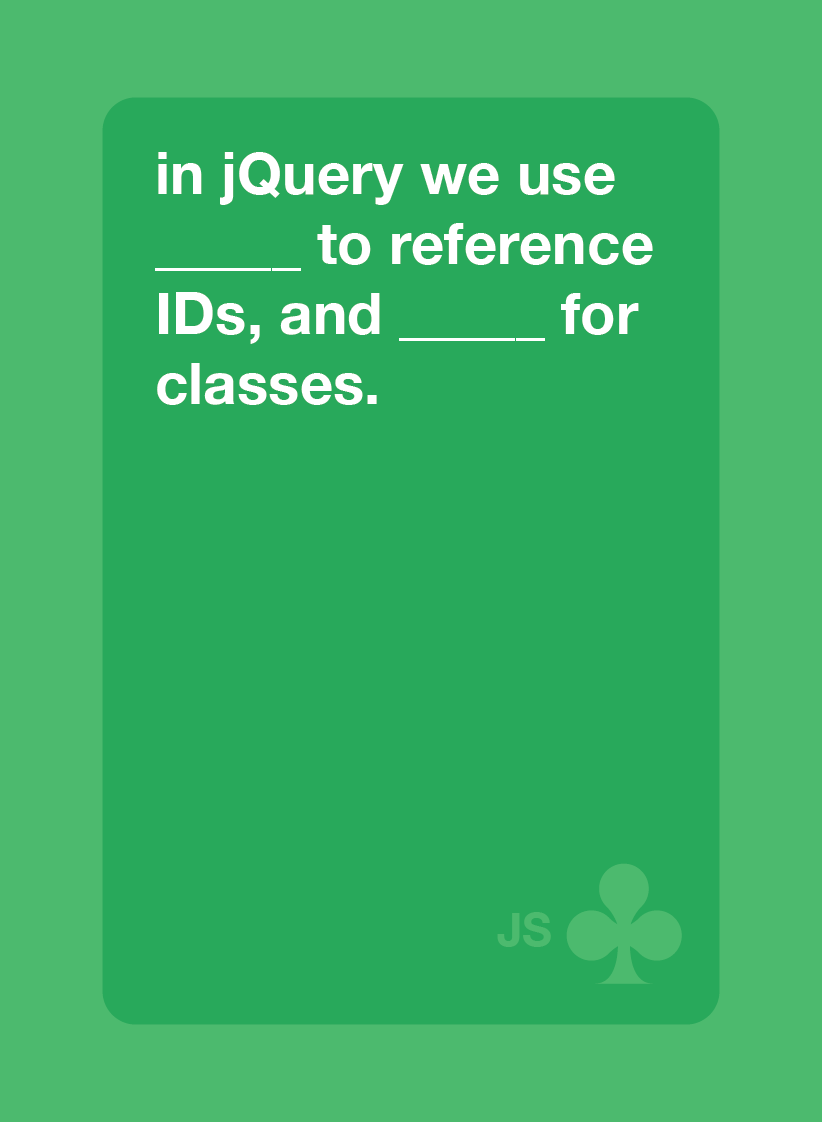 in jQuery we use
_____ to reference
IDs, and _____ for
classes.
JS